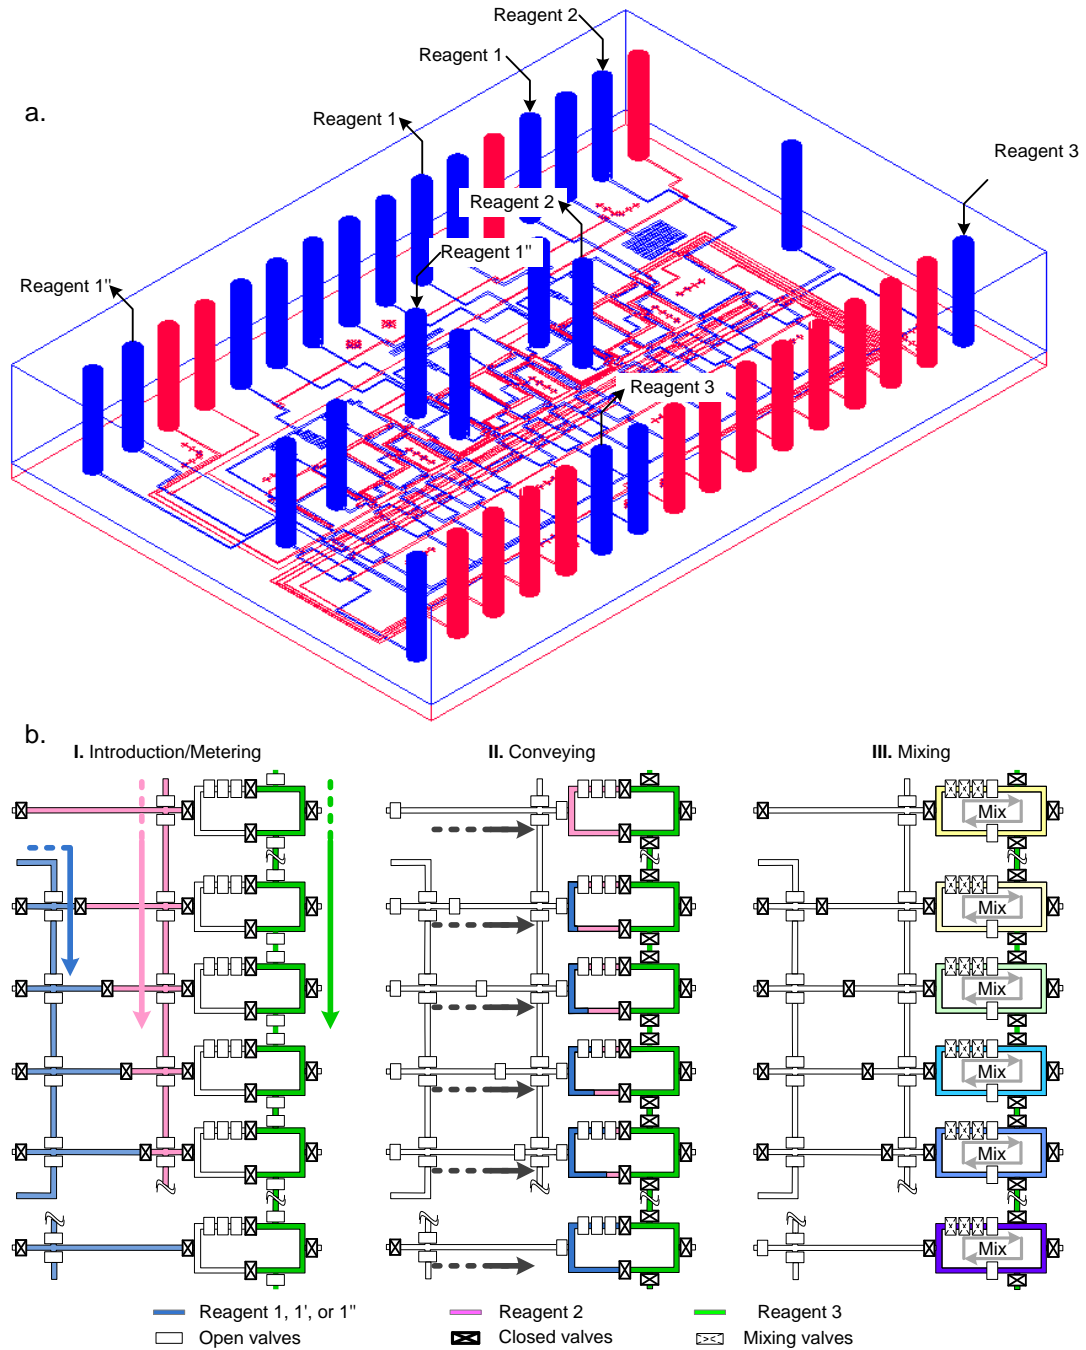 a.
Reagent 2
Reagent 1
Reagent 1
Reagent 3
Reagent 2
Reagent 1"
Reagent 1"
Reagent 3
b.
I. Introduction/Metering
II. Conveying
III. Mixing
Mix
Mix
Mix
Mix
Mix
Mix
Reagent 1, 1', or 1"
Reagent 2
Reagent 3
Open valves
Closed valves
Mixing valves